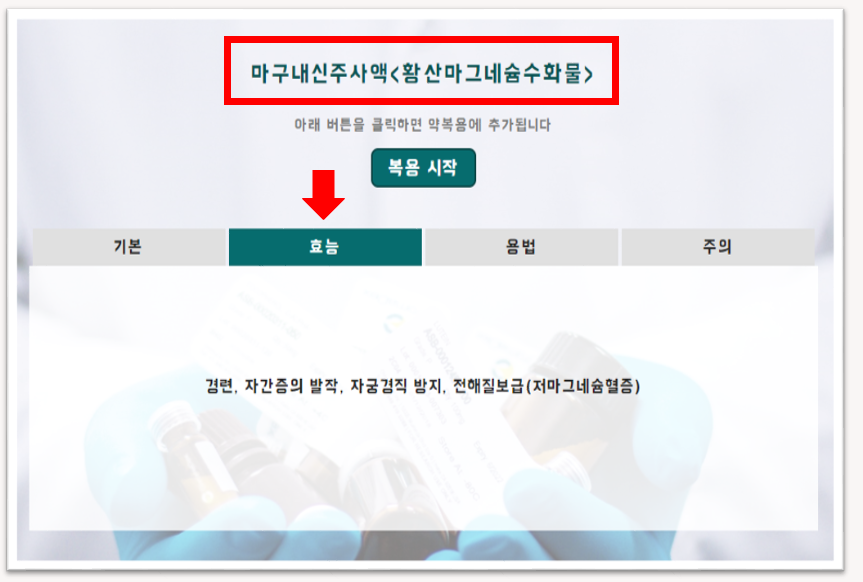 마구내신주사액<황산마그네슘수화물>
아래 버튼을 클릭하면 약복용에 추가됩니다
복용 시작
기본 효능 용법 주의
경련, 자간증의 발작, 자궁경직 방지, 전해질보급(저마그네슘혈증)